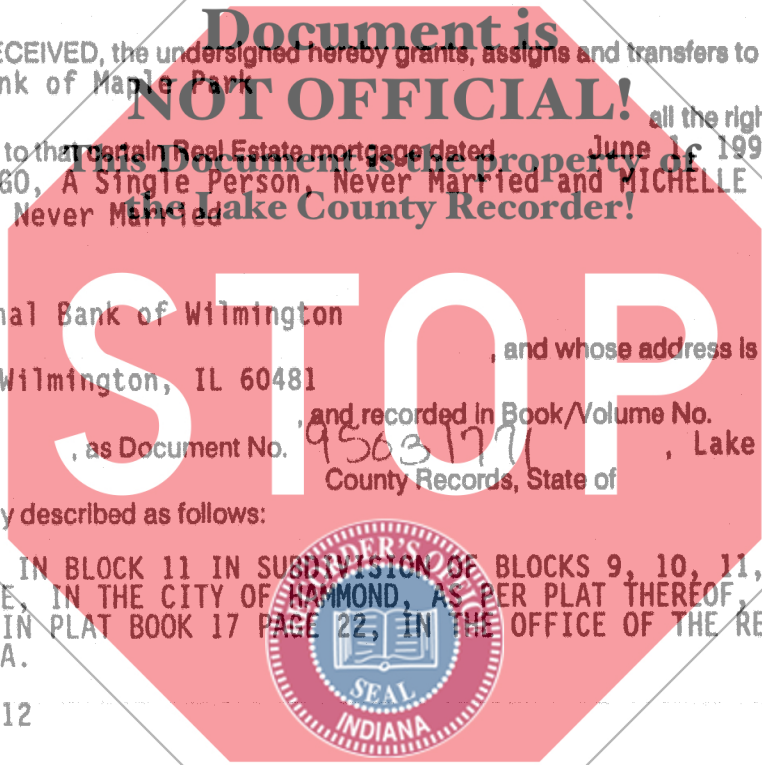 Document is
CEIVED, the undersigned hereby grants, assigns and transfers to
nk of Maple Park
NOT OFFICIAL!
all the righ
to that certain Real Estate mortgage dated June 1, 199
This Document is the property of
60, A Single Person, Never Married and MICHELLE
the Lake County Recorder!
Never Married
STOP
nal Bank of Wilmington
, and whose address is
Wilmington, IL 60481
, and recorded in Book/Volume No.
, as Document No. 95031771 , Lake
County Records, State of
y described as follows:
IN BLOCK 11 IN SUBDIVISION OF BLOCKS 9, 10, 11,
E, IN THE CITY OF HAMMOND, AS PER PLAT THEREOF,
IN PLAT BOOK 17 PAGE 22, IN THE OFFICE OF THE RE
A.
12
RECORDER'S OFFICE
SEAL
INDIANA